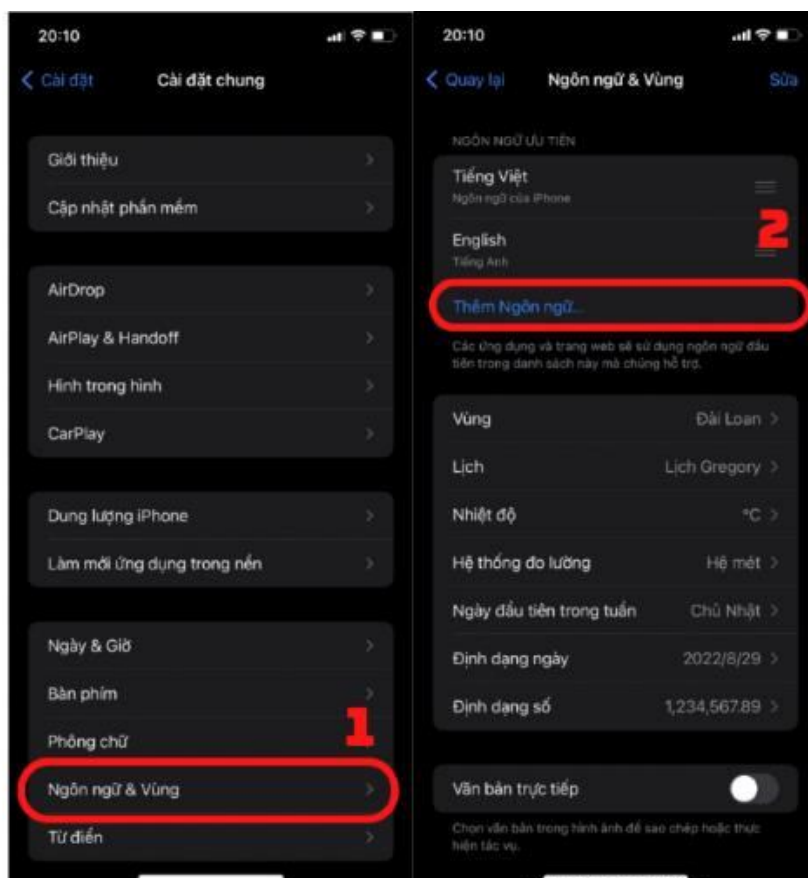 20:10
Cài đặt
Cài đặt chung
Giới thiệu
Cập nhật phần mềm
AirDrop
AirPlay & Handoff
Hình trong hình
CarPlay
Dung lượng iPhone
Làm mới ứng dụng trong nền
Ngày & Giờ
Bàn phím
1
Phông chữ
Ngôn ngữ & Vùng
Từ điển
20:10
Quay lại
Ngôn ngữ & Vùng
Sửa
NGÔN NGỮ ƯU TIÊN
Tiếng Việt
Ngôn ngữ của iPhone
2
English
Tiếng Anh
Thêm Ngôn ngữ...
Các ứng dụng và trang web sẽ sử dụng ngôn ngữ đầu
tiên trong danh sách này mà chúng hỗ trợ.
Vùng
Đài Loan
Lịch
Lịch Gregory
Nhiệt độ
°C
Hệ thống đo lường
Hệ mét
Ngày đầu tiên trong tuần
Chủ Nhật
Định dạng ngày
2022/8/29
Định dạng số
1,234,567.89
Văn bản trực tiếp
Chọn văn bản trong hình ảnh để sao chép hoặc thực
hiện tác vụ.